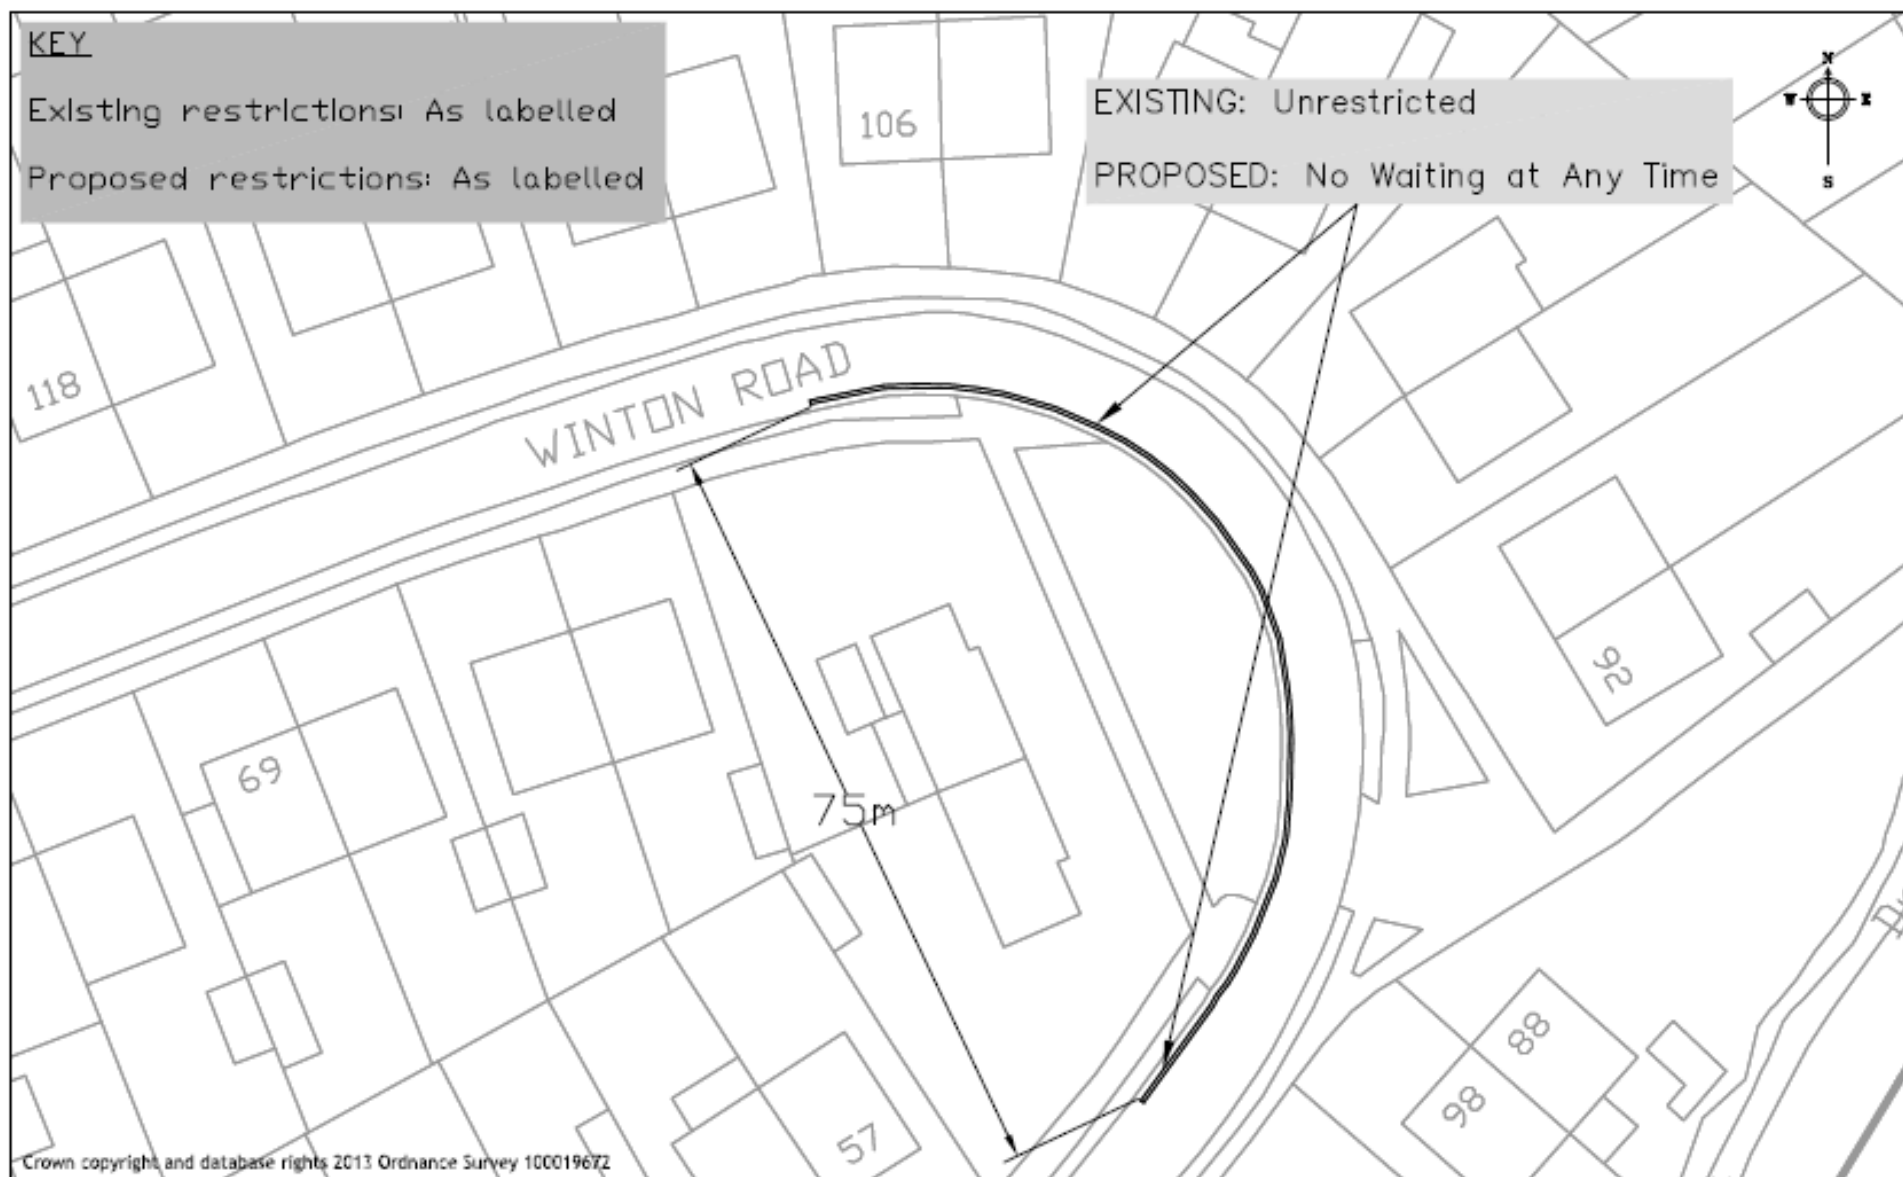 KEY
Existing restrictions: As labelled
Proposed restrictions: As labelled
EXISTING: Unrestricted
PROPOSED: No Waiting at Any Time
N
W E
S
106
118
WINTON ROAD
92
69
75m
88
98
57
Crown copyright and database rights 2013 Ordnance Survey 100019672